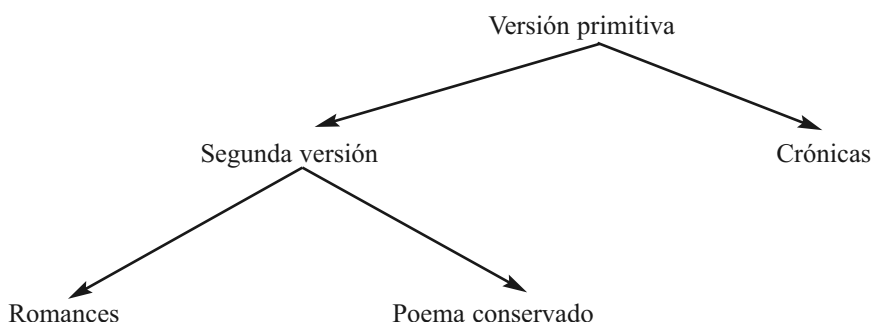 Versión primitiva
Segunda versión
Crónicas
Romances
Poema conservado